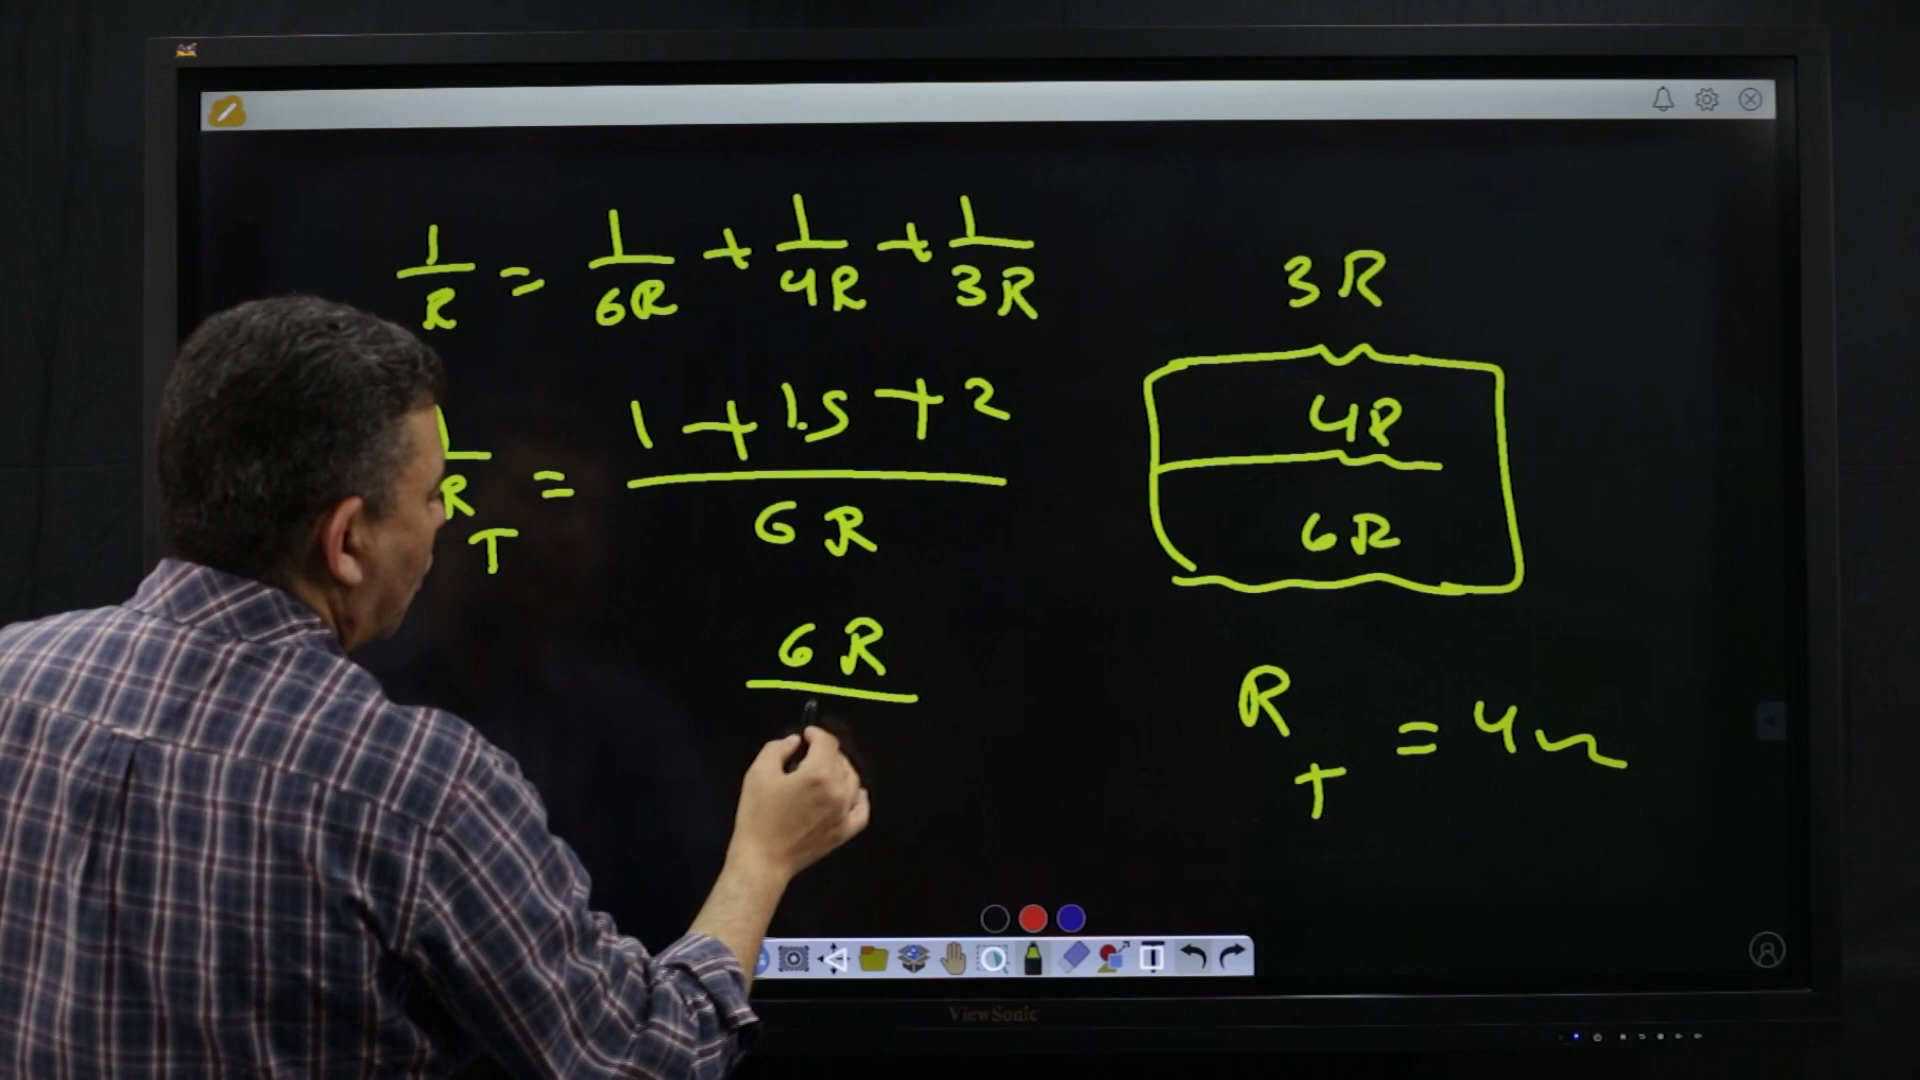 1/R = 1/6R + 1/4R + 1/3R
1/R_T = (1 + 1.5 + 2)/6R
6R
3R
4R
6R
R_T = 4Ω
ViewSonic